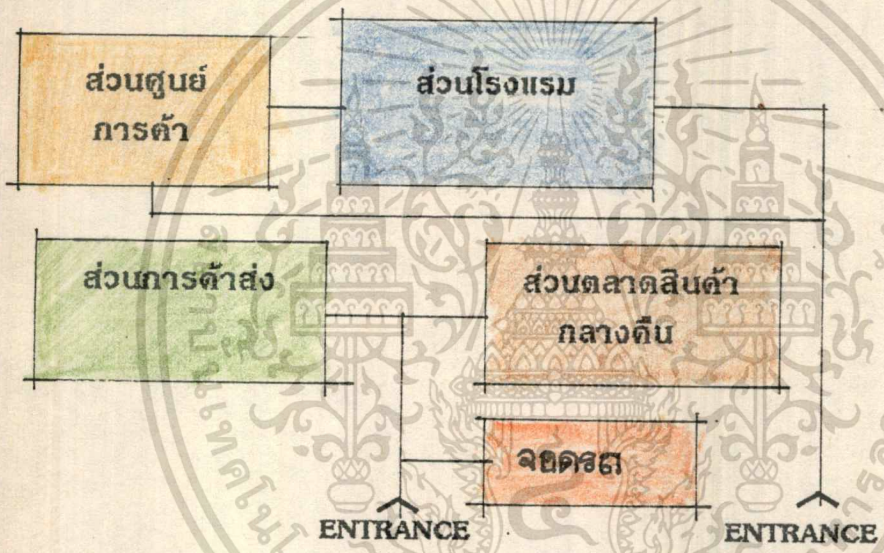 ส่วนศูนย์
การค้า
ส่วนโรงแรม
ส่วนการค้าส่ง
ส่วนตลาดสินค้า
กลางคืน
จอดรถ
ENTRANCE
ENTRANCE